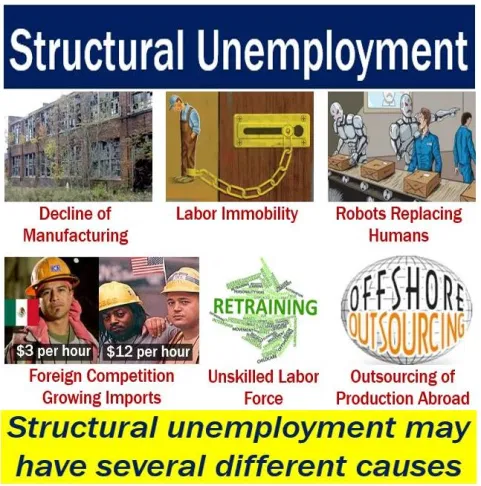 Structural Unemployment
Decline of
Manufacturing
Labor Immobility
Robots Replacing
Humans
$3 per hour
$12 per hour
Foreign Competition
Growing Imports
RETRAINING
Unskilled Labor
Force
OFFSHORE
OUTSOURCING
Outsourcing of
Production Abroad
Structural unemployment may
have several different causes